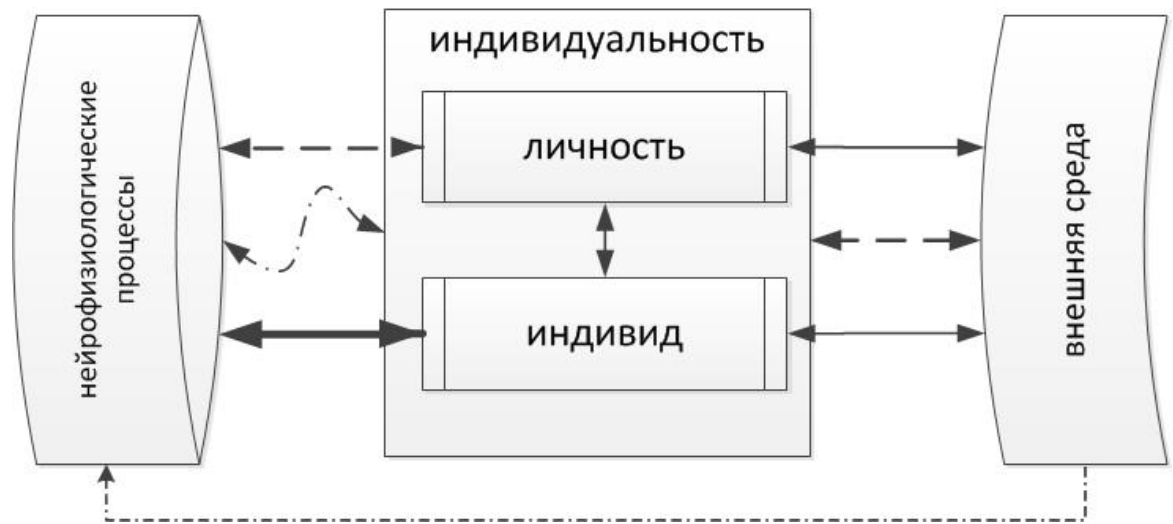 нейрофизиологические
процессы
индивидуальность
личность
индивид
внешняя среда